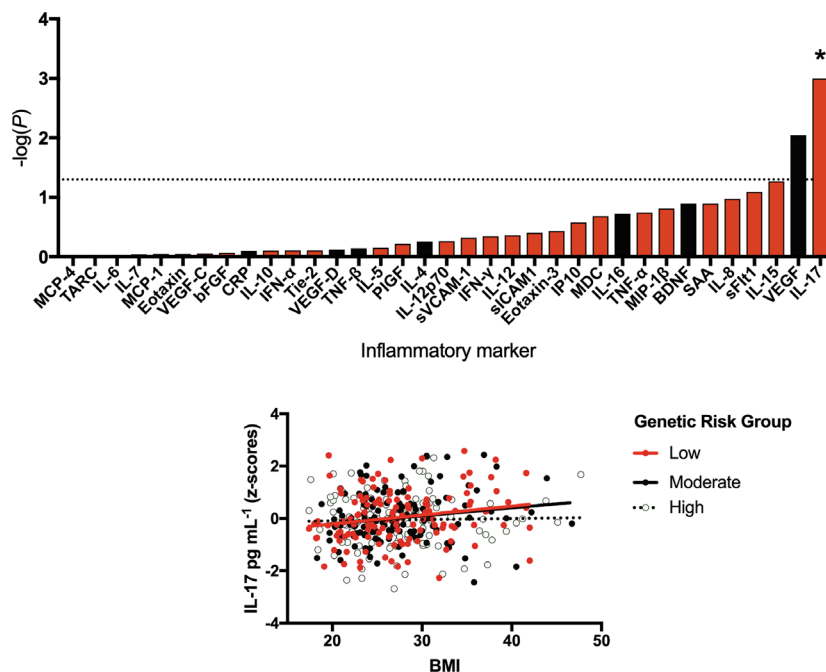 4
3
2
1
0
-log(P)
*
MCP-4
TARC
IL-6
IL-7
MCP-1
Eotaxin
VEGF-C
bFGF
CRP
IL-10
IFN-α
Tie-2
VEGF-D
TNF-β
IL-5
PlGF
IL-4
IL-12p70
sVCAM-1
IFN-γ
IL-12
sICAM1
Eotaxin-3
IP10
MDC
IL-16
TNF-α
MIP-1β
BDNF
SAA
IL-8
sFlt1
IL-15
VEGF
IL-17
Inflammatory marker
4
2
0
-2
-4
IL-17 pg mL⁻¹ (z-scores)
20 30 40 50
BMI
Genetic Risk Group
Low
Moderate
High